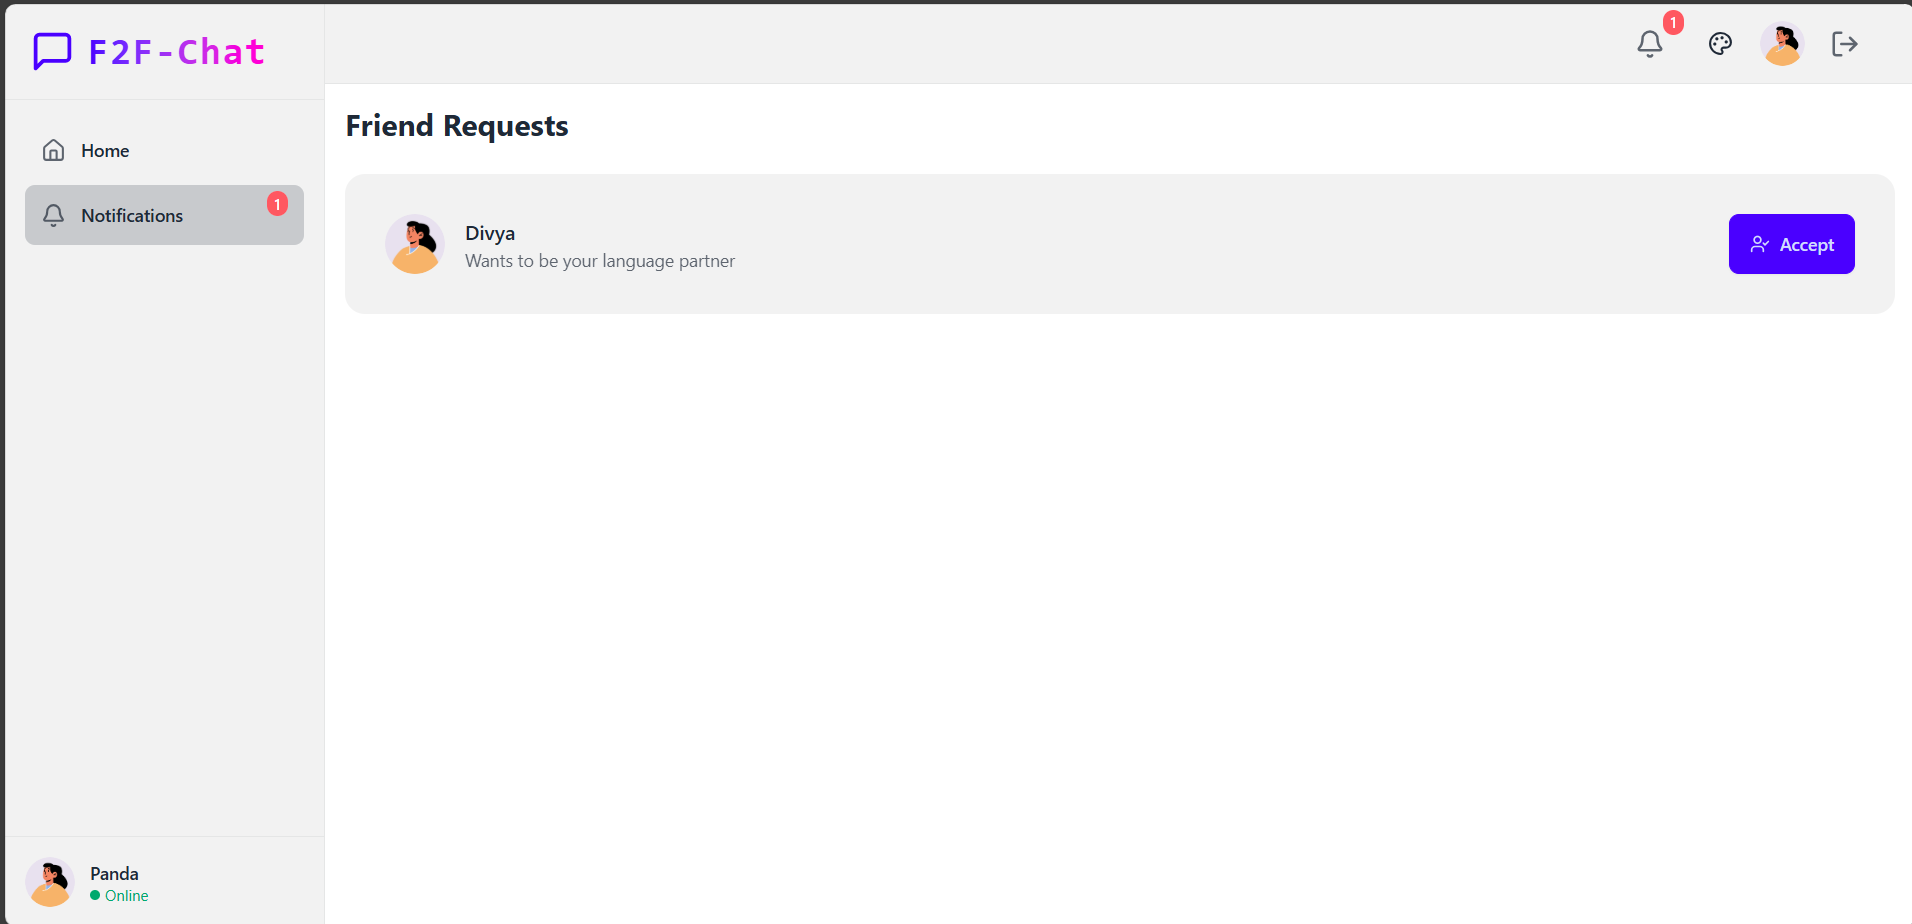 F2F-Chat
1
Home
Notifications
1
Friend Requests
Divya
Wants to be your language partner
Accept
Panda
Online